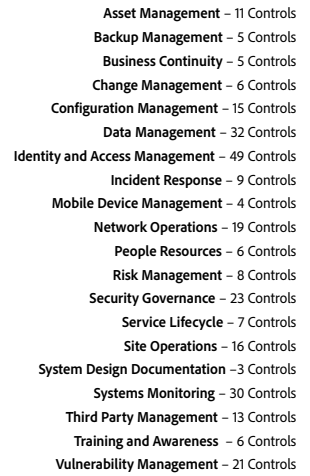 Asset Management – 11 Controls
Backup Management – 5 Controls
Business Continuity – 5 Controls
Change Management – 6 Controls
Configuration Management – 15 Controls
Data Management – 32 Controls
Identity and Access Management – 49 Controls
Incident Response – 9 Controls
Mobile Device Management – 4 Controls
Network Operations – 19 Controls
People Resources – 6 Controls
Risk Management – 8 Controls
Security Governance – 23 Controls
Service Lifecycle – 7 Controls
Site Operations – 16 Controls
System Design Documentation –3 Controls
Systems Monitoring – 30 Controls
Third Party Management – 13 Controls
Training and Awareness – 6 Controls
Vulnerability Management – 21 Controls